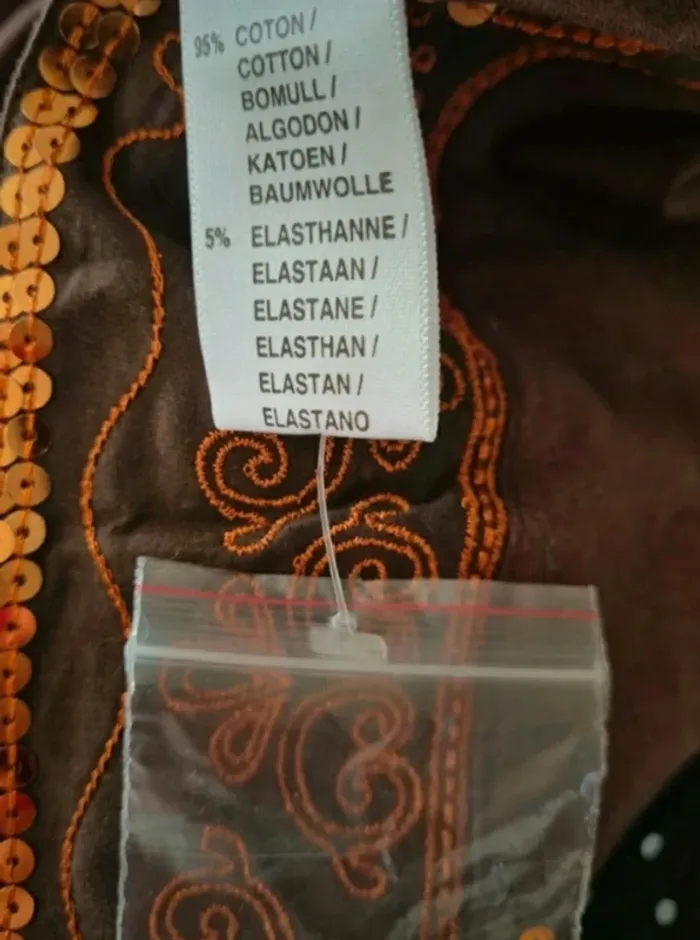 95% COTON /
COTTON /
BOMULL /
ALGODON /
KATOEN /
BAUMWOLLE
5% ELASTHANNE /
ELASTAAN /
ELASTANE /
ELASTHAN /
ELASTAN /
ELASTANO